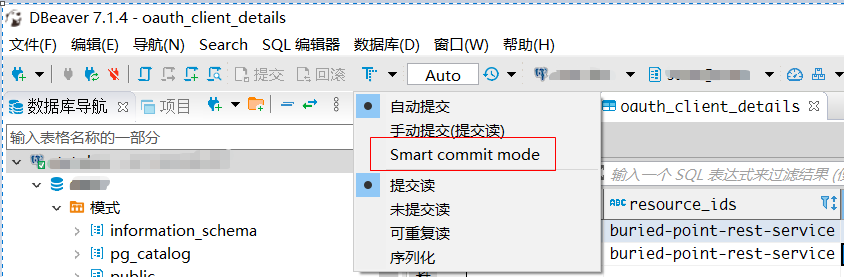 DBeaver 7.1.4 - oauth_client_details
文件(F) 编辑(E) 导航(N) Search SQL 编辑器 数据库(D) 窗口(W) 帮助(H)
提交 回滚 Auto
数据库导航 项目 oauth_client_details
自动提交
输入表格名称的一部分
手动提交(提交读)
Smart commit mode
输入一个 SQL 表达式来过滤结果
提交读
resource_ids
模式
未提交读
information_schema
buried-point-rest-service
可重复读
pg_catalog
buried-point-rest-service
序列化
public